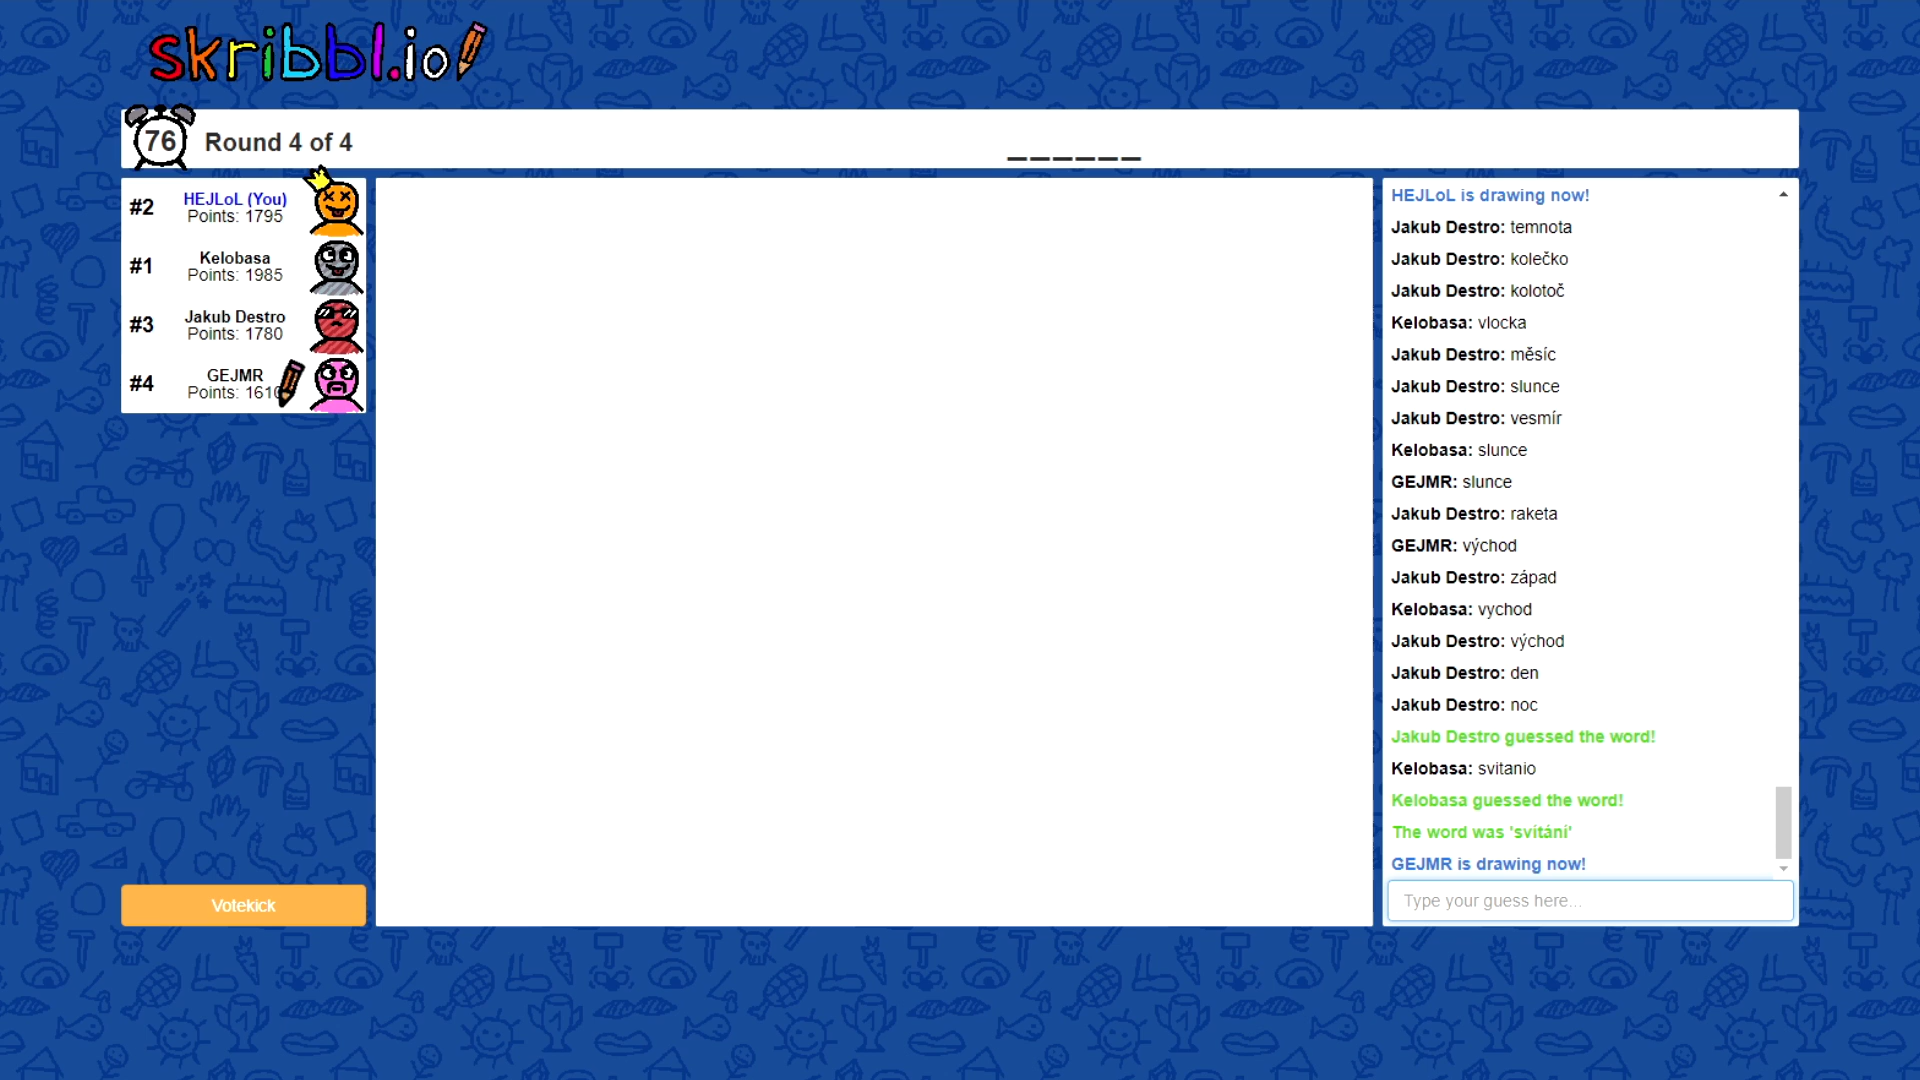 skribbl.io
76
Round 4 of 4
______
#2
HEJLoL (You)
Points: 1795
#1
Kelobasa
Points: 1985
#3
Jakub Destro
Points: 1780
#4
GEJMR
Points: 1610
Votekick
HEJLoL is drawing now!
Jakub Destro: temnota
Jakub Destro: kolečko
Jakub Destro: kolotoč
Kelobasa: vlocka
Jakub Destro: měsíc
Jakub Destro: slunce
Jakub Destro: vesmír
Kelobasa: slunce
GEJMR: slunce
Jakub Destro: raketa
GEJMR: východ
Jakub Destro: západ
Kelobasa: vychod
Jakub Destro: východ
Jakub Destro: den
Jakub Destro: noc
Jakub Destro guessed the word!
Kelobasa: svitanio
Kelobasa guessed the word!
The word was 'svítání'
GEJMR is drawing now!
Type your guess here...